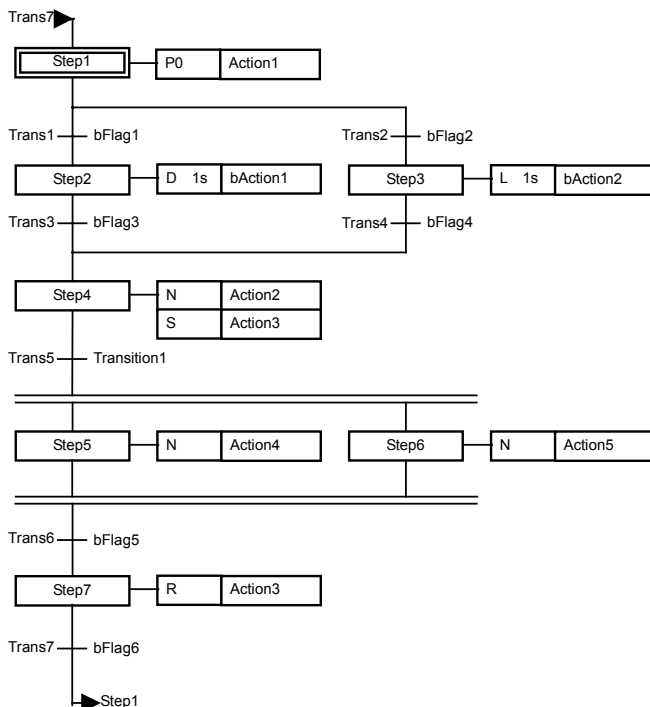 Trans7
Step1 P0 Action1
Trans1 bFlag1 Trans2 bFlag2
Step2 D 1s bAction1 Step3 L 1s bAction2
Trans3 bFlag3 Trans4 bFlag4
Step4 N Action2
S Action3
Trans5 Transition1
Step5 N Action4 Step6 N Action5
Trans6 bFlag5
Step7 R Action3
Trans7 bFlag6
Step1